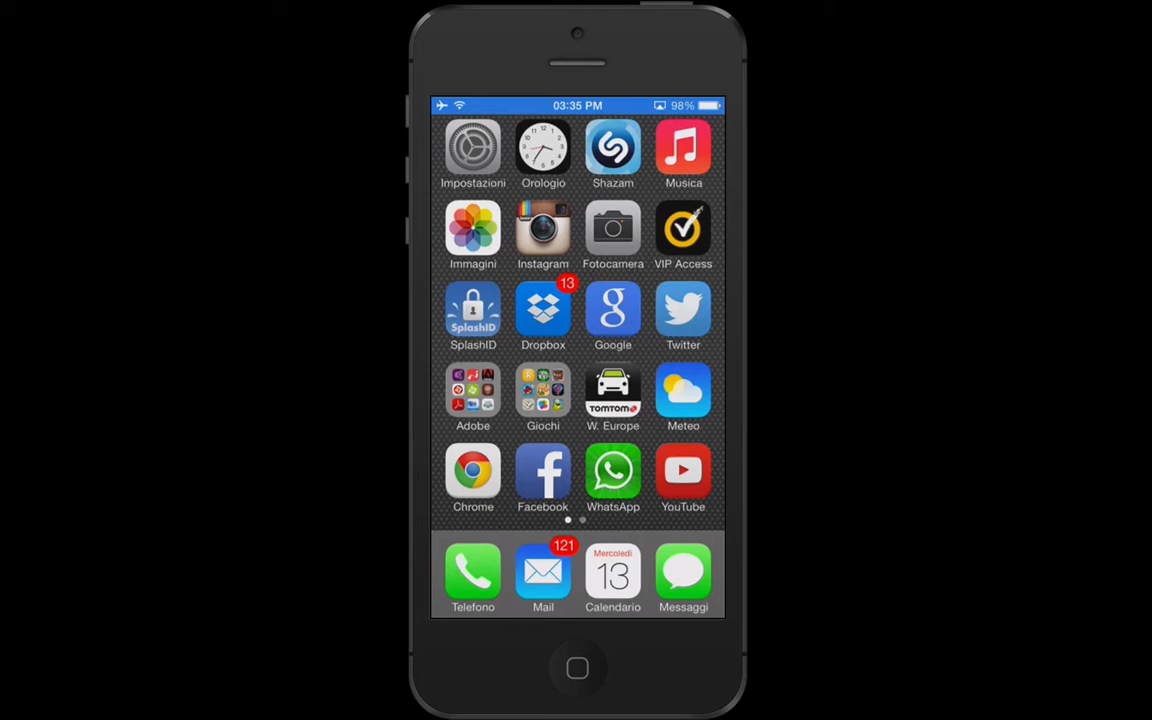 03:35 PM 98%
Impostazioni Orologio Shazam Musica
Immagini Instagram Fotocamera VIP Access
13
SplashID
SplashID Dropbox Google Twitter
TOMTOM
Adobe Giochi W. Europe Meteo
Chrome Facebook WhatsApp YouTube
121
Mercoledì
13
Telefono Mail Calendario Messaggi